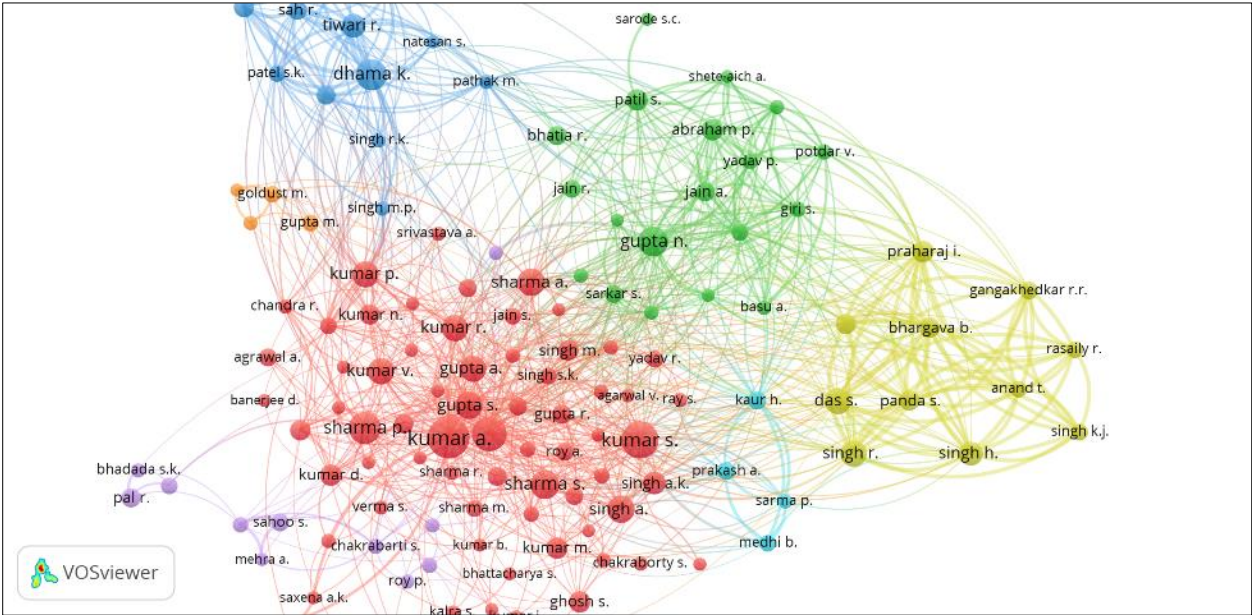 sah r.
sarode s.c.
tiwari r.
natesan s.
patel s.k.
dhama k.
pathak m.
shete-aich a.
patil s.
bhatia r.
abraham p.
singh r.k.
yadav p.
potdar v.
goldust m.
jain r.
jain a.
singh m.p.
giri s.
gupta m.
srivastava a.
gupta n.
praharaj i.
kumar p.
sharma a.
gangakhedkar r.r.
sarkar s.
chandra r.
kumar n.
jain s.
basu a.
kumar r.
bhargava b.
rasaily r.
singh m.
agrawal a.
yadav r.
kumar v.
gupta a.
singh s.k.
anand t.
banerjee d.
agarwal v.
ray s.
kaur h.
das s.
panda s.
gupta s.
gupta r.
sharma p.
kumar a.
kumar s.
singh k.j.
roy a.
singh r.
singh h.
bhadada s.k.
kumar d.
sharma r.
prakash a.
sharma s.
singh a.k.
pal r.
sarma p.
verma s.
sharma m.
singh a.
sahoo s.
medhi b.
chakrabarti s.
kumar b.
kumar m.
mehra a.
chakraborty s.
VOSviewer
bhattacharya s.
roy p.
saxena a.k.
ghosh s.
kalra s.